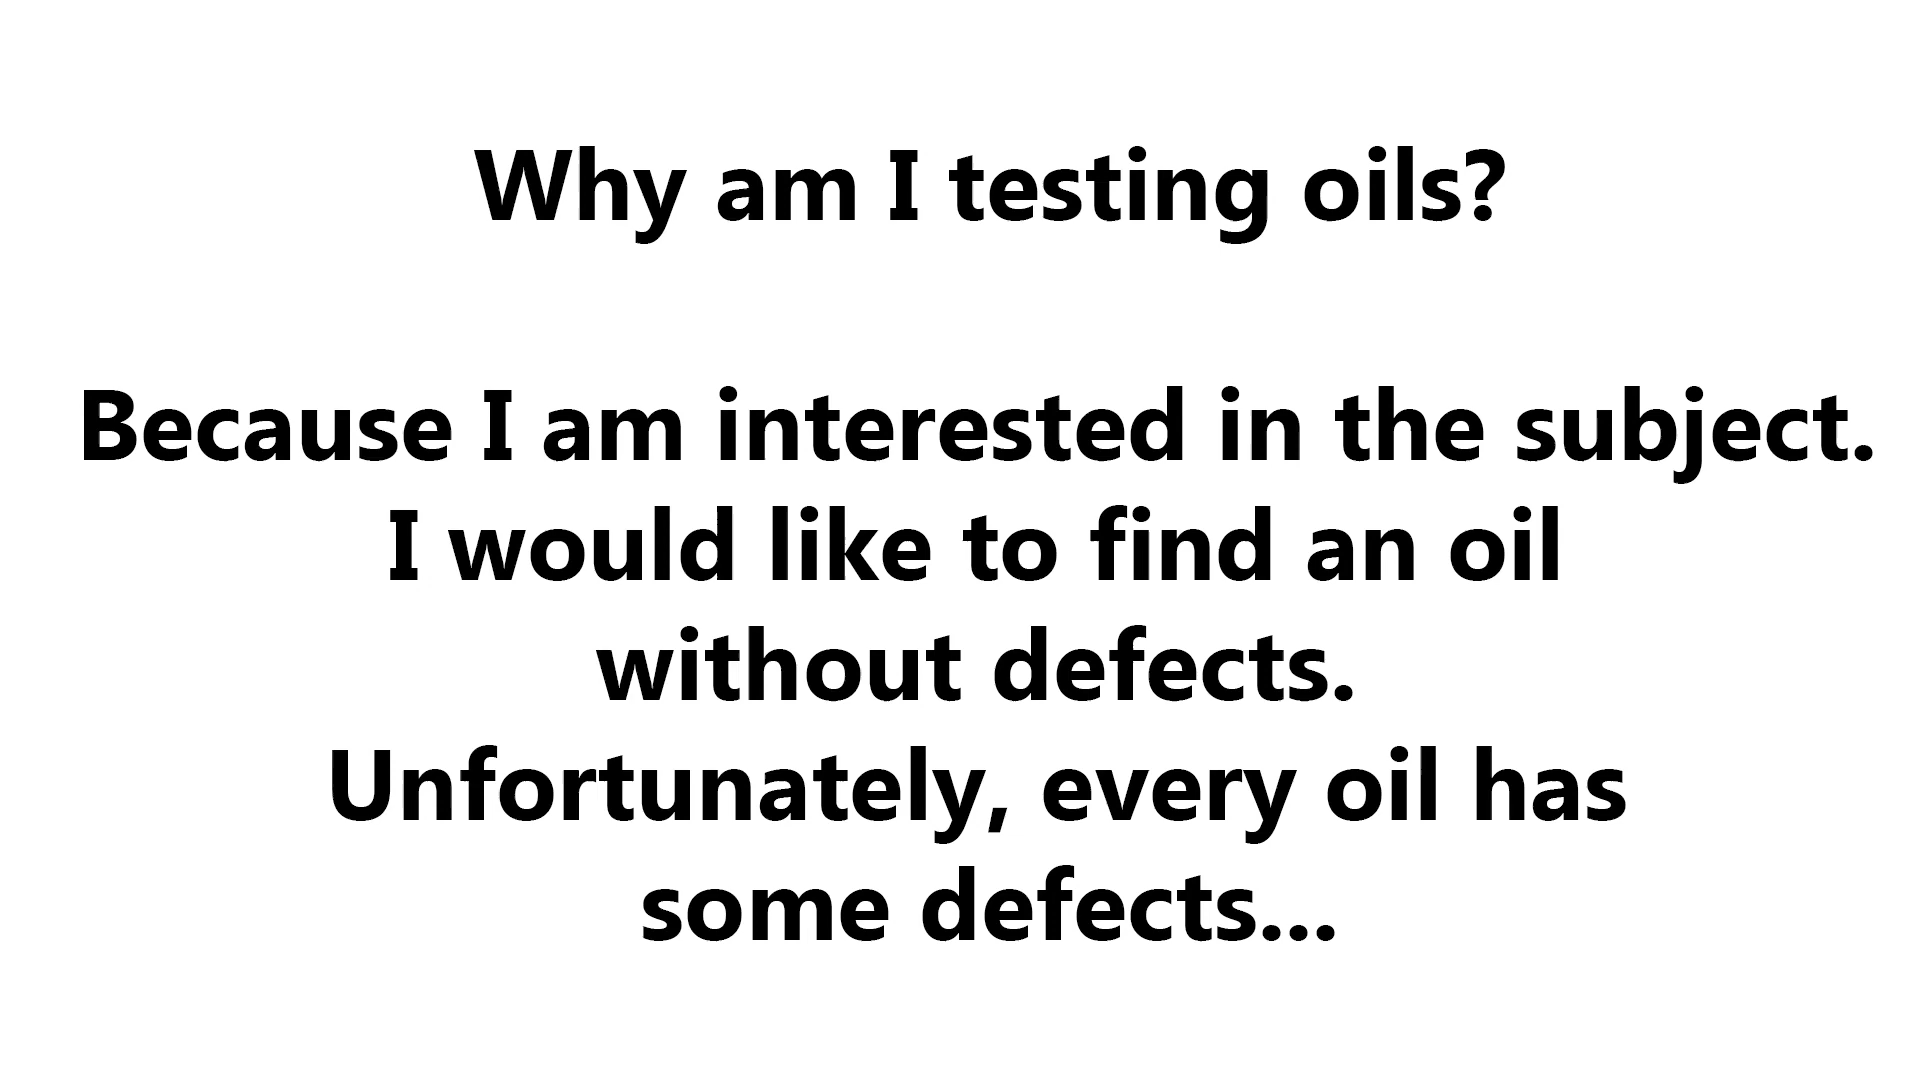 Why am I testing oils?
Because I am interested in the subject.
I would like to find an oil
without defects.
Unfortunately, every oil has
some defects...